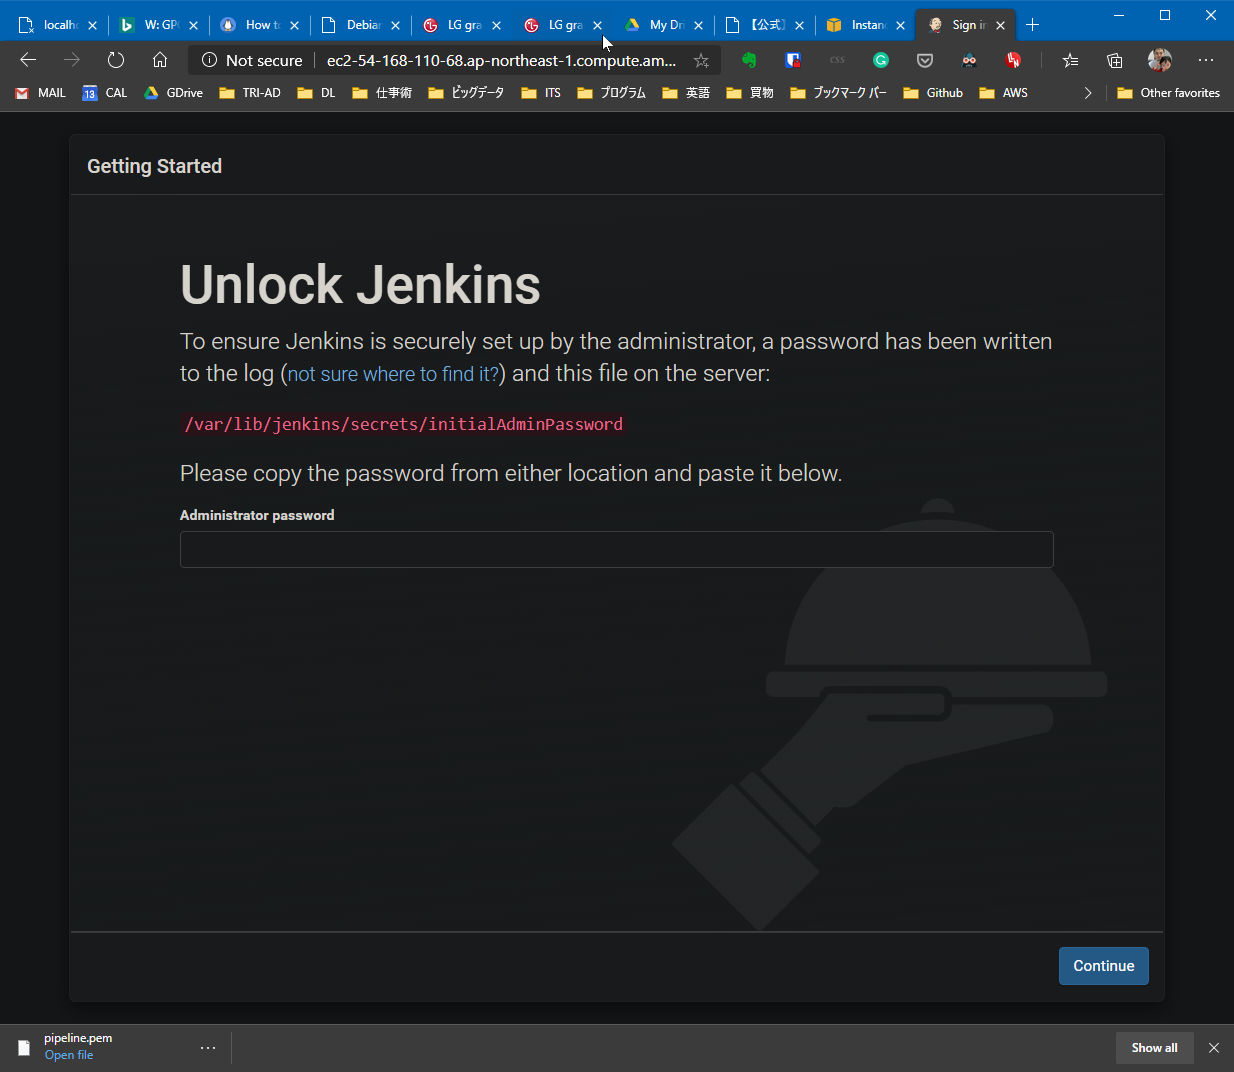 localh
W: GP
How t
Debian
LG gra
LG gra
My Dri
【公式】
Instan
Sign in
Not secure
ec2-54-168-110-68.ap-northeast-1.compute.am...
CSS
MAIL
13
CAL
GDrive
TRI-AD
DL
仕事術
ビッグデータ
ITS
プログラム
英語
買物
ブックマーク バー
Github
AWS
Other favorites
Getting Started
Unlock Jenkins
To ensure Jenkins is securely set up by the administrator, a password has been written
to the log (not sure where to find it?) and this file on the server:
/var/lib/jenkins/secrets/initialAdminPassword
Please copy the password from either location and paste it below.
Administrator password
Continue
pipeline.pem
Open file
...
Show all